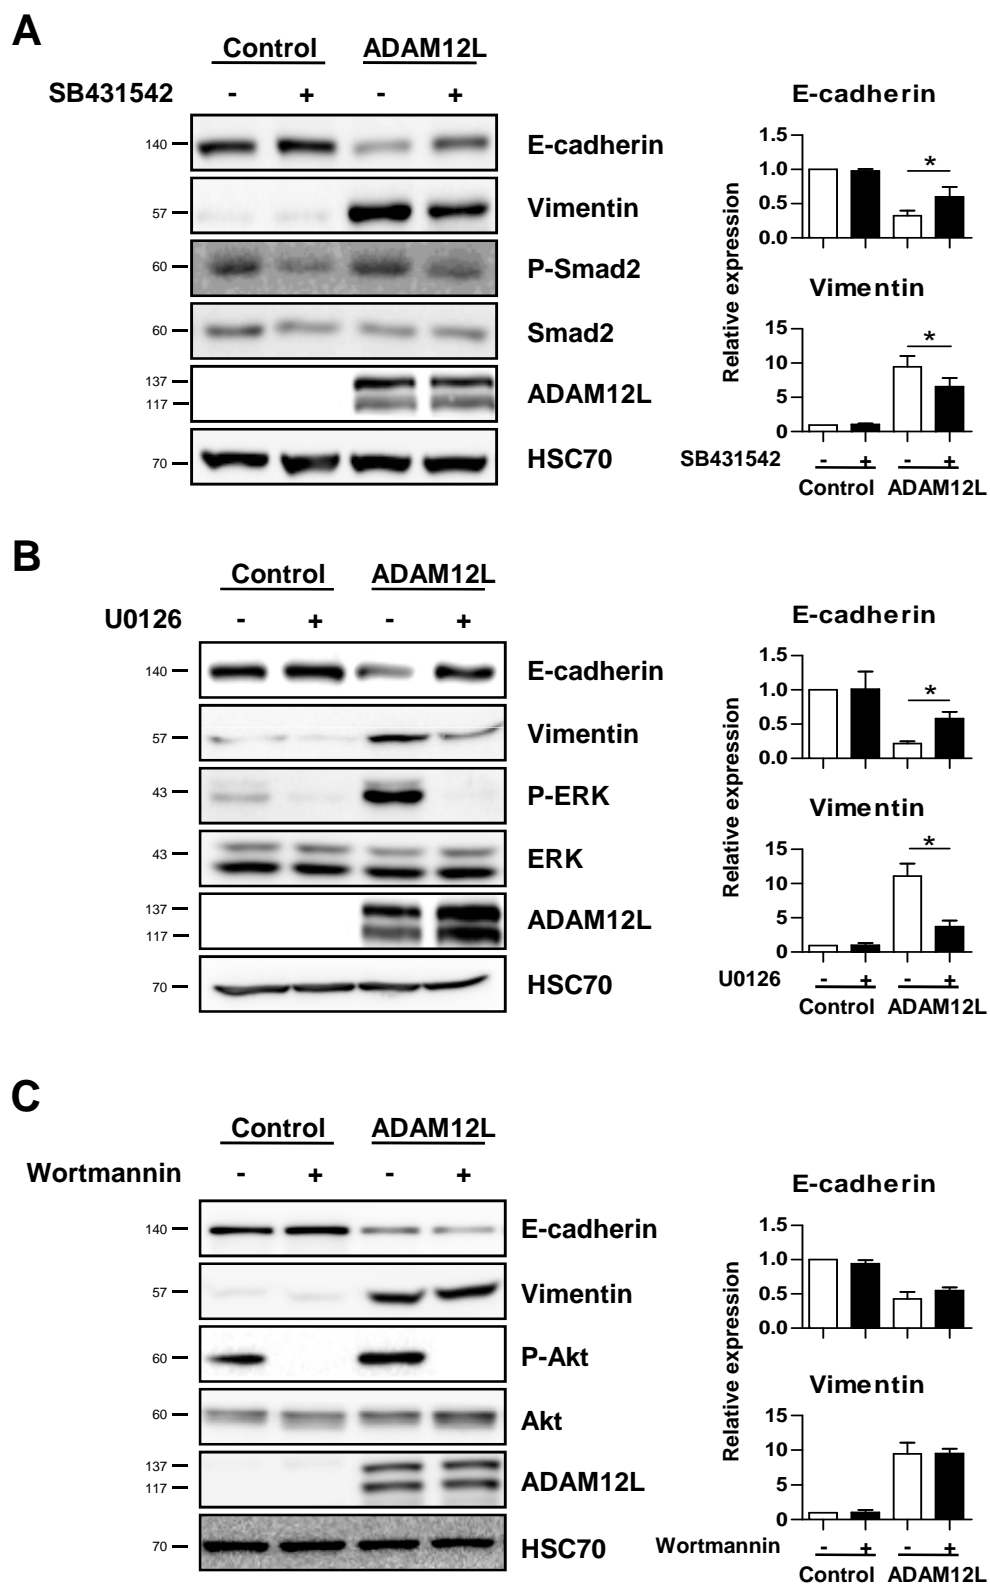 A
Control ADAM12L
SB431542 - + - +
140 E-cadherin
57 Vimentin
60 P-Smad2
60 Smad2
137
117
ADAM12L
70 HSC70
E-cadherin
1.5
1.0
0.5
0.0
*
Relative expression
Vimentin
15
10
5
0
*
SB431542 - + - +
Control ADAM12L
B
Control ADAM12L
U0126 - + - +
140 E-cadherin
57 Vimentin
43 P-ERK
43 ERK
137
117
ADAM12L
70 HSC70
E-cadherin
1.5
1.0
0.5
0.0
*
Relative expression
Vimentin
15
10
5
0
*
U0126 - + - +
Control ADAM12L
C
Control ADAM12L
Wortmannin - + - +
140 E-cadherin
57 Vimentin
60 P-Akt
60 Akt
137
117
ADAM12L
70 HSC70
E-cadherin
1.5
1.0
0.5
0.0
Relative expression
Vimentin
15
10
5
0
Wortmannin - + - +
Control ADAM12L